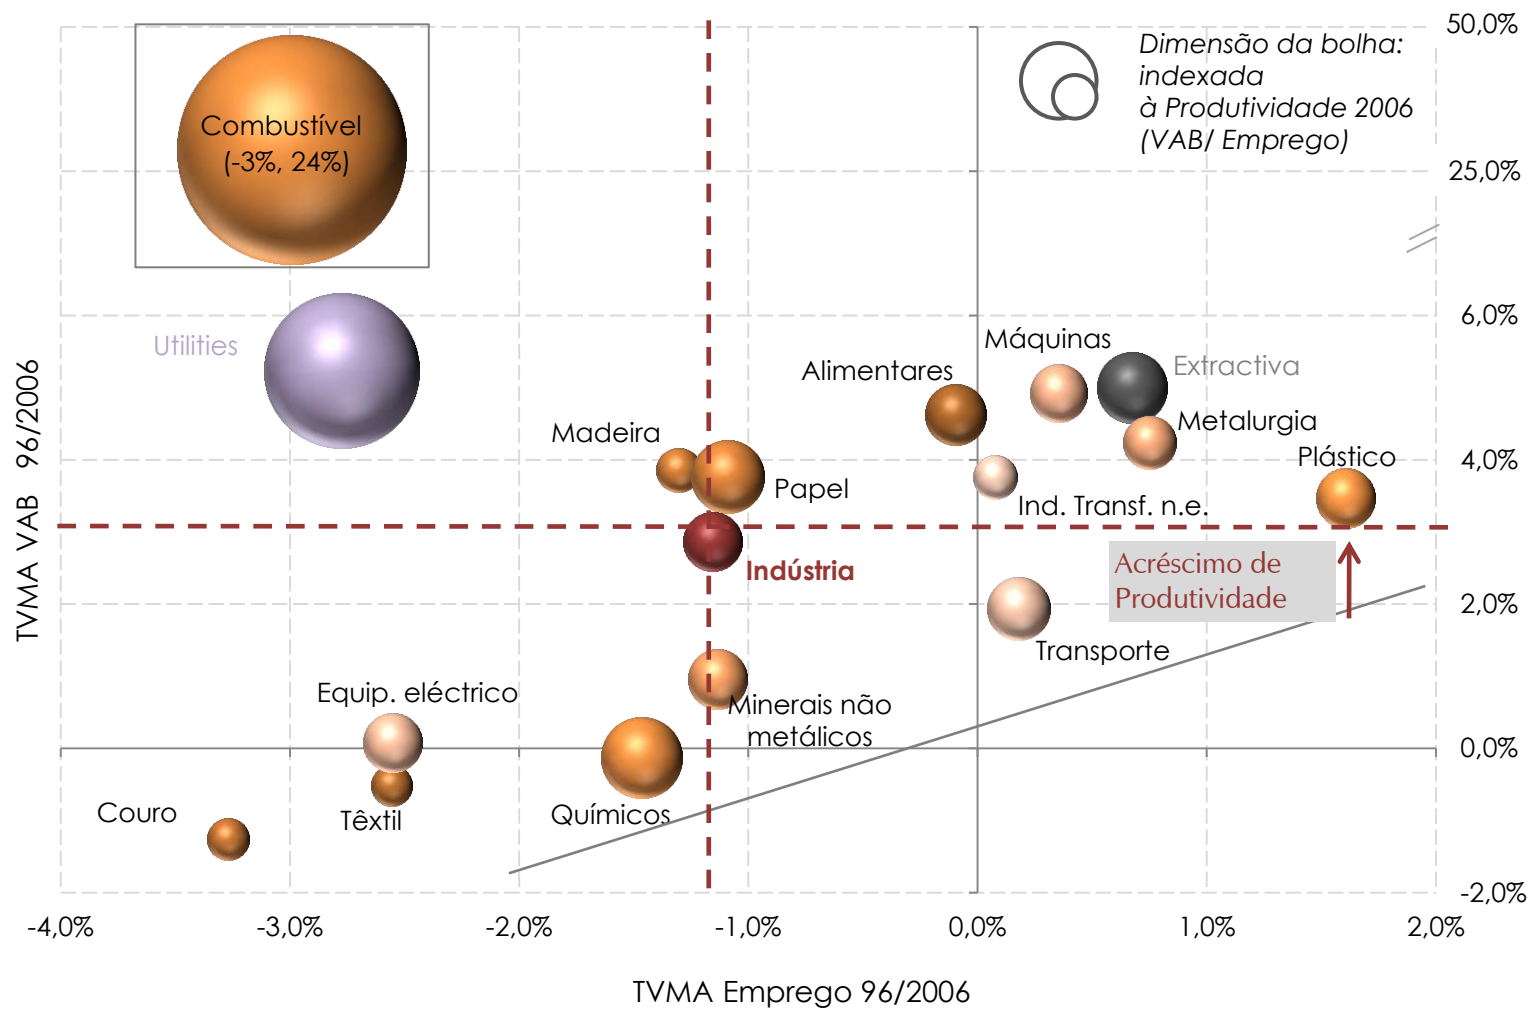 50,0%
Dimensão da bolha:
indexada
à Produtividade 2006
(VAB/ Emprego)
Combustível
(-3%, 24%)
25,0%
6,0%
Utilities
Máquinas
Extractiva
Alimentares
Metalurgia
Madeira
Plástico
4,0%
Papel
Ind. Transf. n.e.
Indústria
Acréscimo de
Produtividade
2,0%
Transporte
Equip. eléctrico
Minerais não
metálicos
0,0%
Couro
Têxtil
Químicos
-2,0%
-4,0% -3,0% -2,0% -1,0% 0,0% 1,0% 2,0%
TVMA VAB 96/2006
TVMA Emprego 96/2006